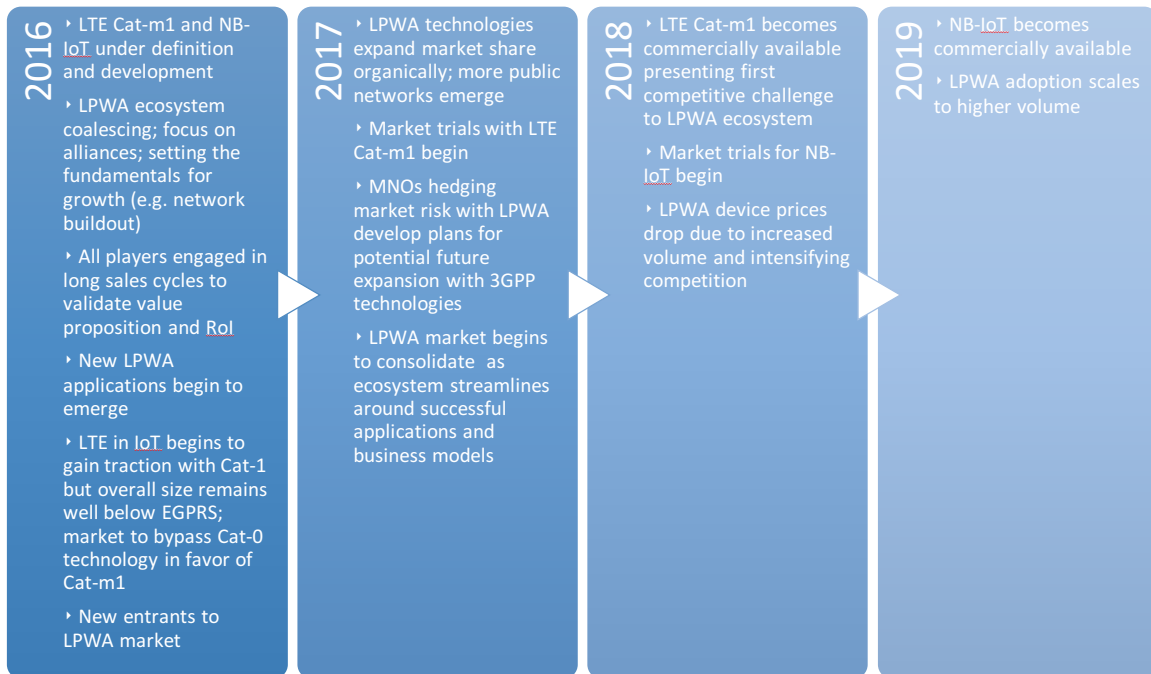 2016
‣ LTE Cat-m1 and NB-
IoT under definition
and development
‣ LPWA ecosystem
coalescing; focus on
alliances; setting the
fundamentals for
growth (e.g. network
buildout)
‣ All players engaged in
long sales cycles to
validate value
proposition and RoI
‣ New LPWA
applications begin to
emerge
‣ LTE in IoT begins to
gain traction with Cat-1
but overall size remains
well below EGPRS;
market to bypass Cat-0
technology in favor of
Cat-m1
‣ New entrants to
LPWA market
2017
‣ LPWA technologies
expand market share
organically; more public
networks emerge
‣ Market trials with LTE
Cat-m1 begin
‣ MNOs hedging
market risk with LPWA
develop plans for
potential future
expansion with 3GPP
technologies
‣ LPWA market begins
to consolidate as
ecosystem streamlines
around successful
applications and
business models
2018
‣ LTE Cat-m1 becomes
commercially available
presenting first
competitive challenge
to LPWA ecosystem
‣ Market trials for NB-
IoT begin
‣ LPWA device prices
drop due to increased
volume and intensifying
competition
2019
‣ NB-IoT becomes
commercially available
‣ LPWA adoption scales
to higher volume